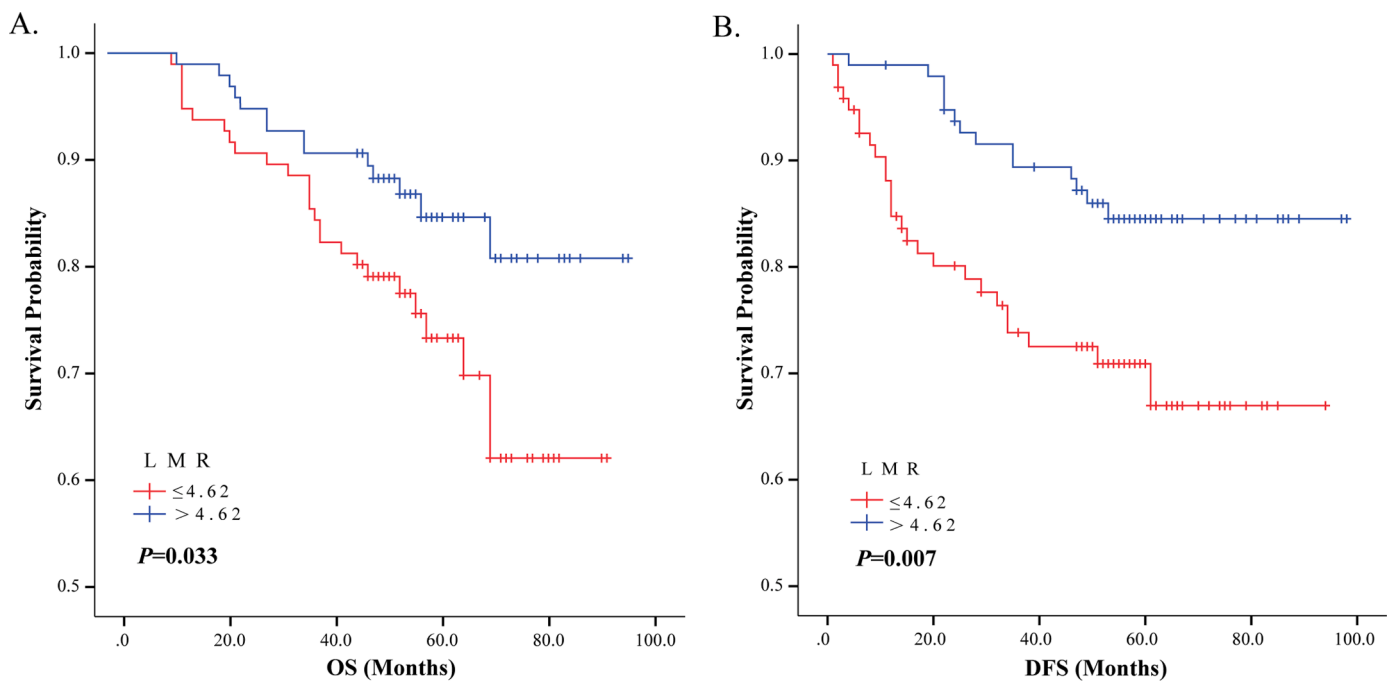 A.
Survival Probability
1.0
0.9
0.8
0.7
0.6
0.5
L M R
≤4.62
>4.62
P=0.033
.0 20.0 40.0 60.0 80.0 100.0
OS (Months)
B.
Survival Probability
1.0
0.9
0.8
0.7
0.6
0.5
L M R
≤4.62
>4.62
P=0.007
.0 20.0 40.0 60.0 80.0 100.0
DFS (Months)